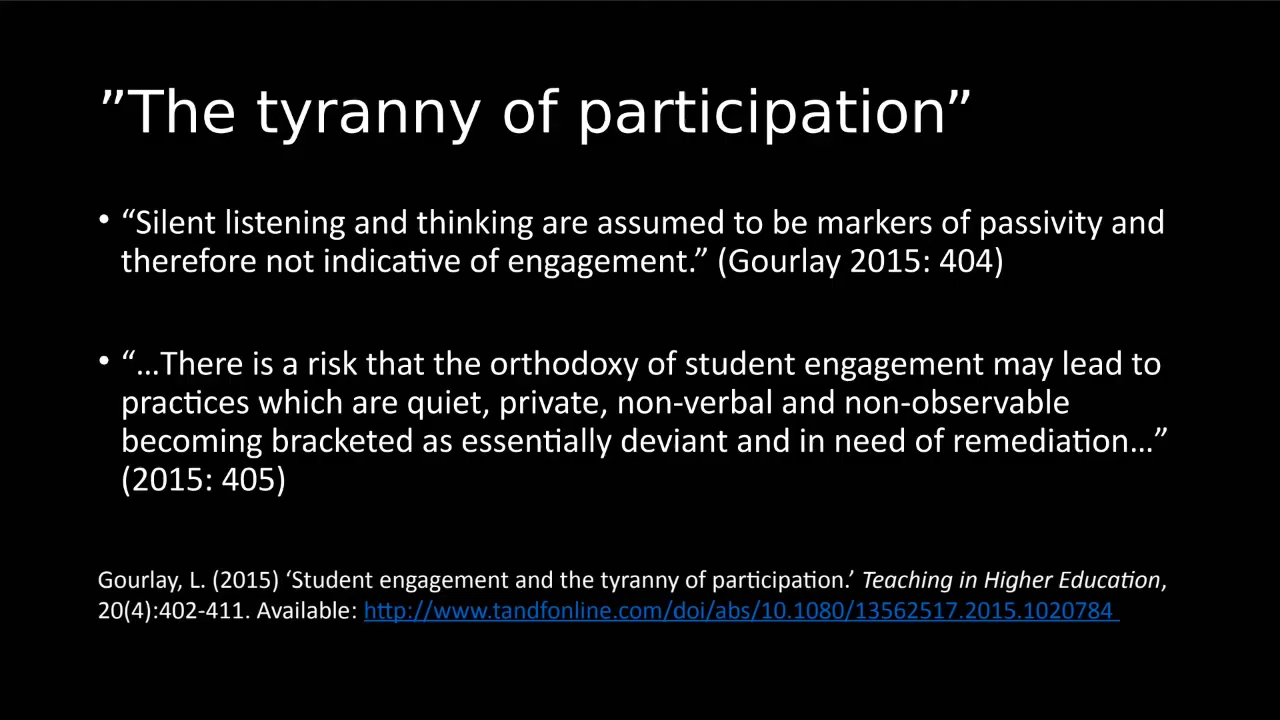 ”The tyranny of participation”
• “Silent listening and thinking are assumed to be markers of passivity and
therefore not indicative of engagement.” (Gourlay 2015: 404)
• “…There is a risk that the orthodoxy of student engagement may lead to
practices which are quiet, private, non-verbal and non-observable
becoming bracketed as essentially deviant and in need of remediation…”
(2015: 405)
Gourlay, L. (2015) ‘Student engagement and the tyranny of participation.’ Teaching in Higher Education,
20(4):402-411. Available: http://www.tandfonline.com/doi/abs/10.1080/13562517.2015.1020784